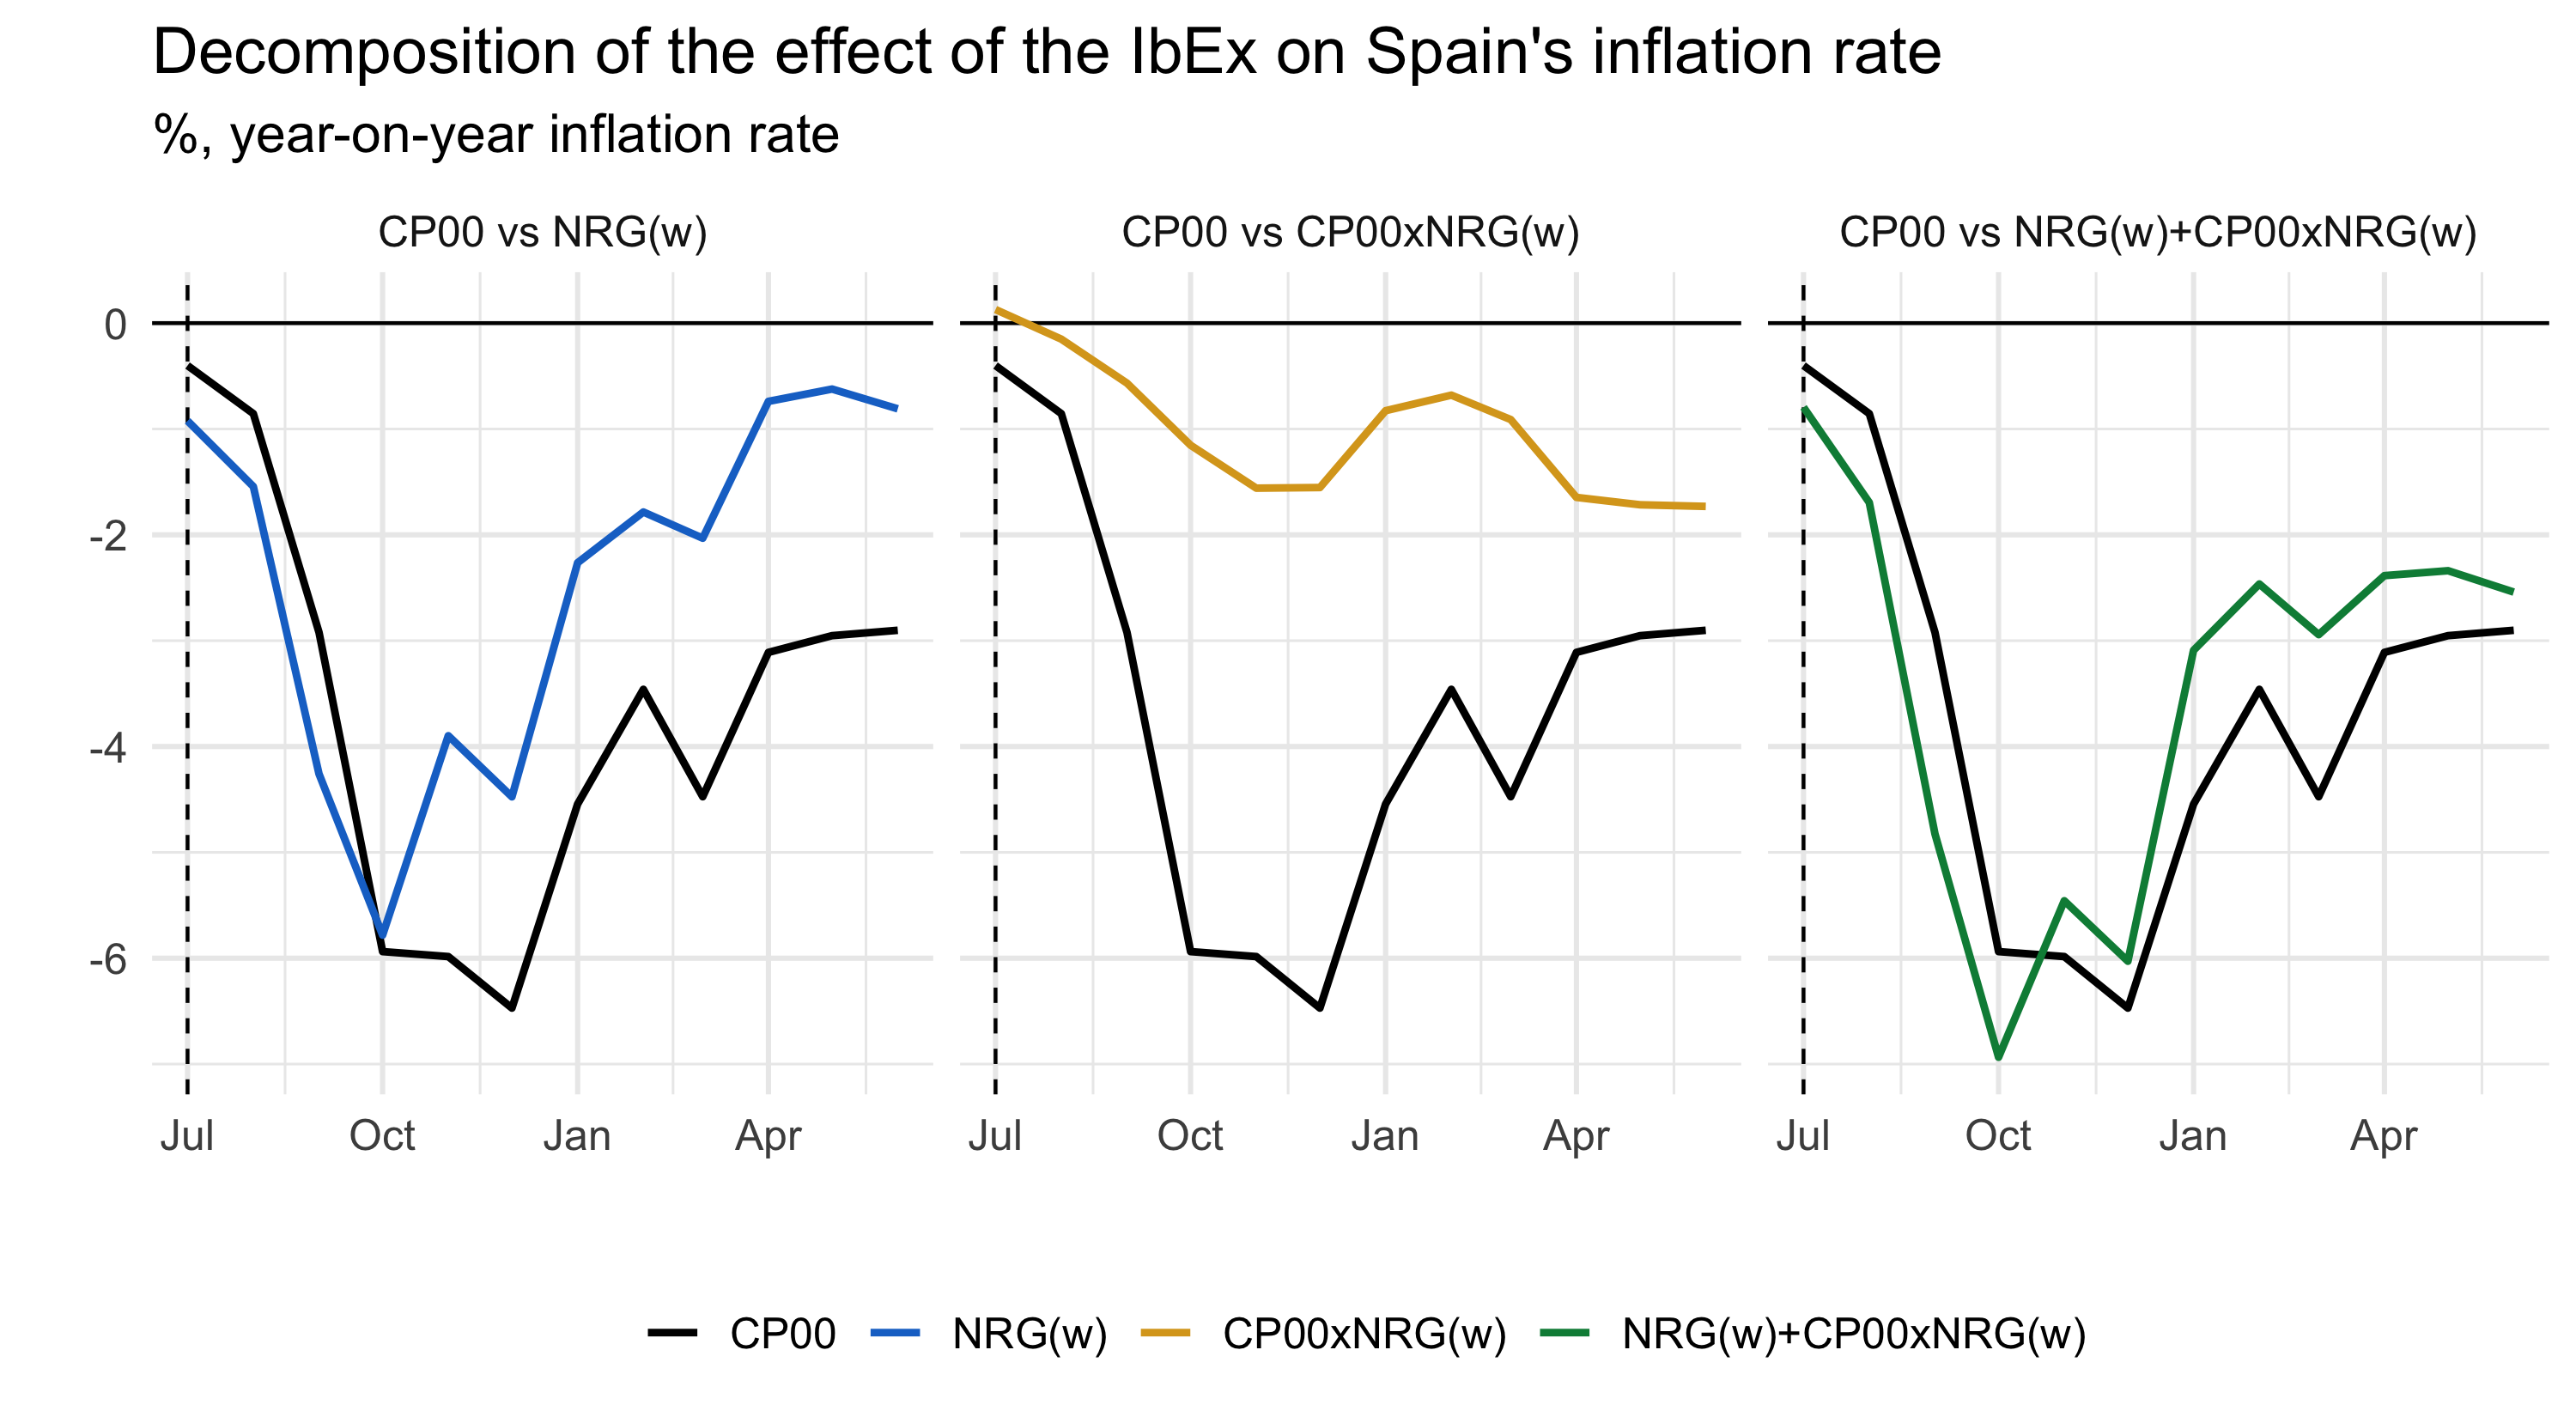 Decomposition of the effect of the IbEx on Spain's inflation rate
%, year-on-year inflation rate
CP00 vs NRG(w)
CP00 vs CP00xNRG(w)
CP00 vs NRG(w)+CP00xNRG(w)
0
-2
-4
-6
Jul Oct Jan Apr
Jul Oct Jan Apr
Jul Oct Jan Apr
CP00 NRG(w) CP00xNRG(w) NRG(w)+CP00xNRG(w)